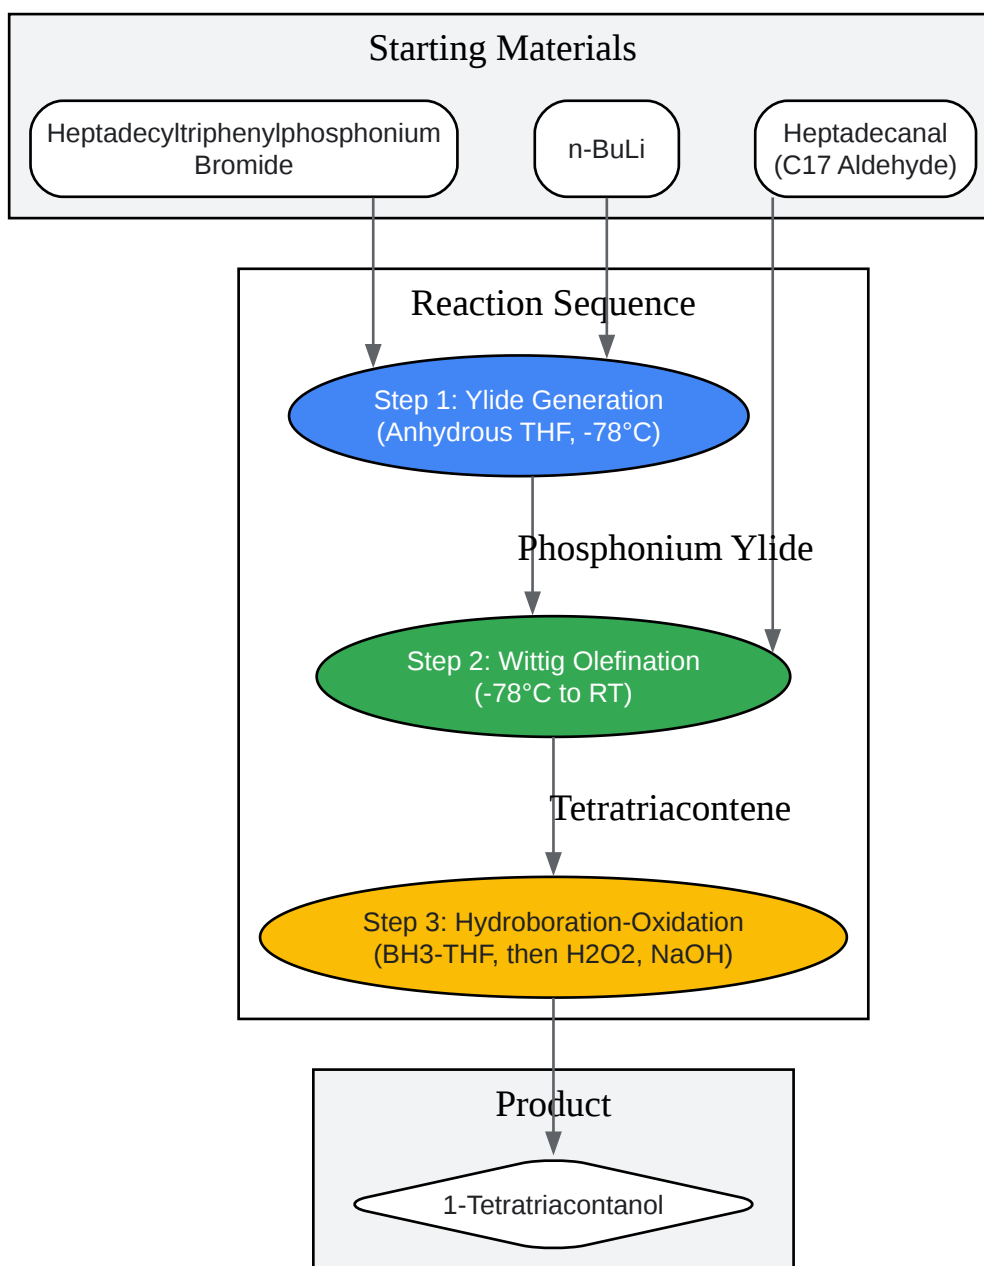 Starting Materials
Heptadecyltriphenylphosphonium
Bromide
n-BuLi
Heptadecanal
(C17 Aldehyde)
Reaction Sequence
Step 1: Ylide Generation
(Anhydrous THF, -78°C)
Phosphonium Ylide
Step 2: Wittig Olefination
(-78°C to RT)
Tetratriacontene
Step 3: Hydroboration-Oxidation
(BH3-THF, then H2O2, NaOH)
Product
1-Tetratriacontanol